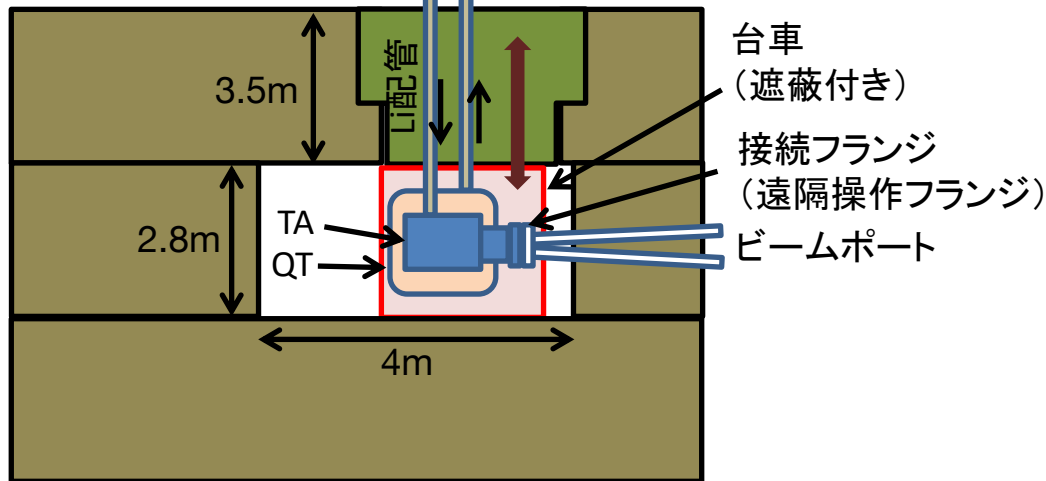 3.5m
Li配管
台車
（遮蔽付き）
接続フランジ
（遠隔操作フランジ）
ビームポート
2.8m
TA
QT
4m